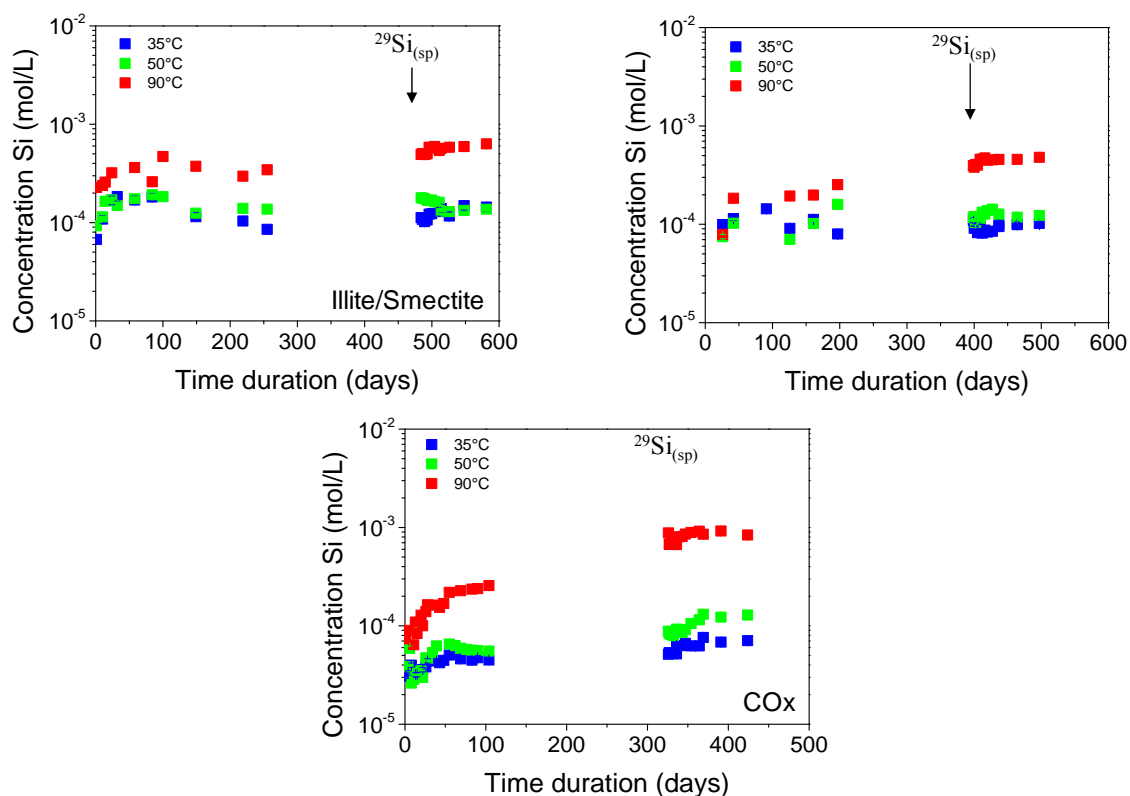 10⁻²
35°C
50°C
90°C
²⁹Si(sp)
10⁻³
10⁻⁴
10⁻⁵
Concentration Si (mol/L)
Illite/Smectite
0 100 200 300 400 500 600
Time duration (days)
10⁻²
35°C
50°C
90°C
²⁹Si(sp)
10⁻³
10⁻⁴
10⁻⁵
Concentration Si (mol/L)
0 100 200 300 400 500 600
Time duration (days)
10⁻²
35°C
50°C
90°C
²⁹Si(sp)
10⁻³
10⁻⁴
10⁻⁵
Concentration Si (mol/L)
COx
0 100 200 300 400 500
Time duration (days)